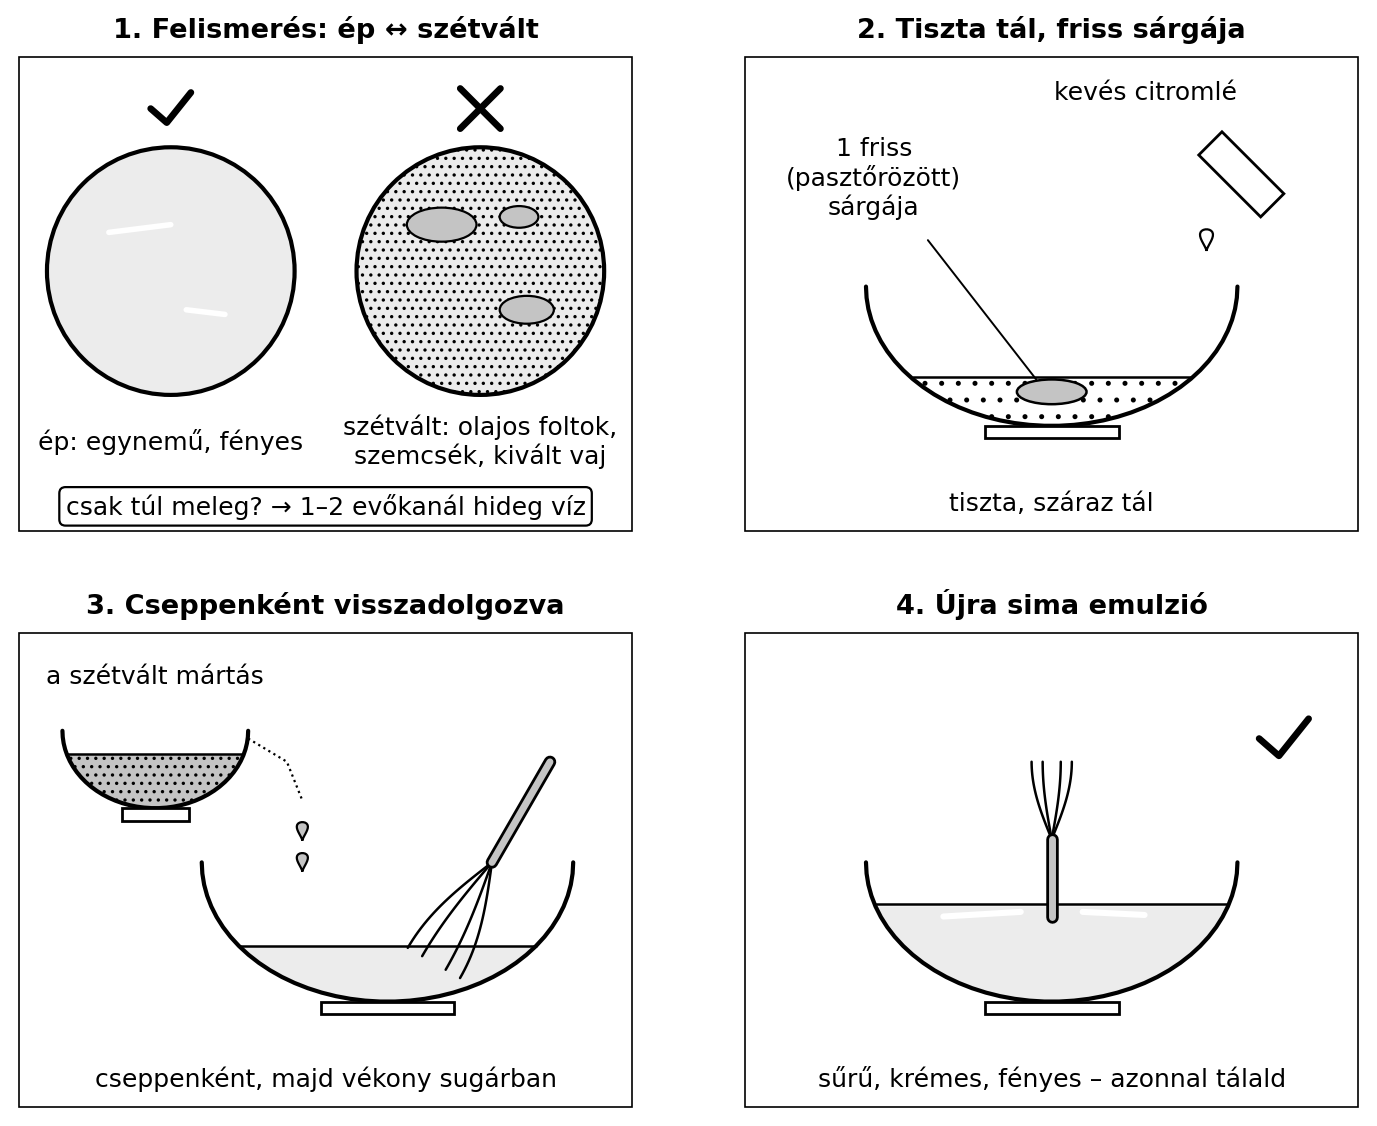 1. Felismerés: ép ↔ szétvált
ép: egynemű, fényes
szétvált: olajos foltok,
szemcsék, kivált vaj
csak túl meleg? → 1–2 evőkanál hideg víz
2. Tiszta tál, friss sárgája
kevés citromlé
1 friss
(pasztőrözött)
sárgája
tiszta, száraz tál
3. Cseppenként visszadolgozva
a szétvált mártás
cseppenként, majd vékony sugárban
4. Újra sima emulzió
sűrű, krémes, fényes – azonnal tálald